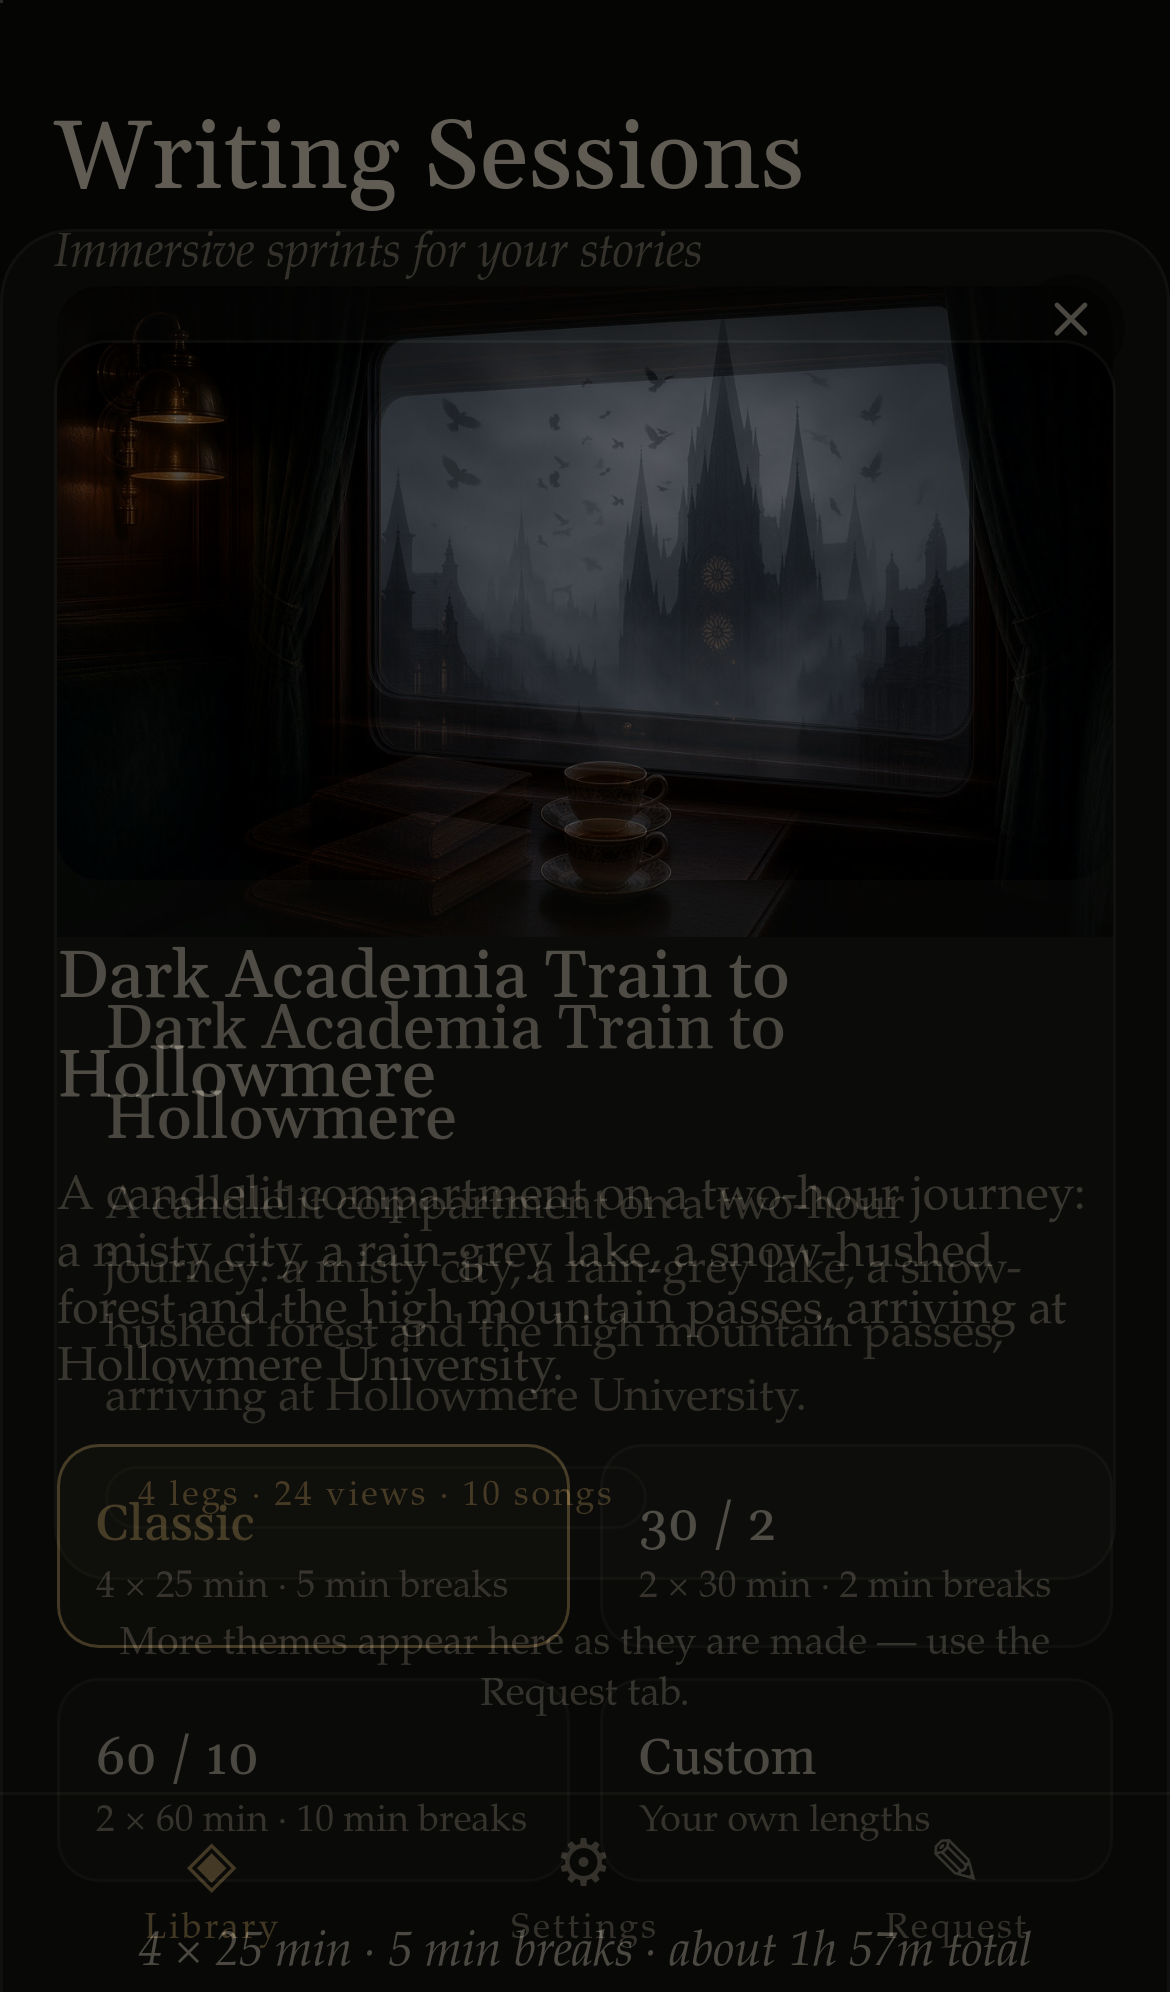 Writing Sessions
Immersive sprints for your stories
Dark Academia Train to
Hollowmere
A candlelit compartment on a two-hour journey:
a misty city, a rain-grey lake, a snow-hushed
forest and the high mountain passes, arriving at
Hollowmere University.
Dark Academia Train to
Hollowmere
A candlelit compartment on a two-hour
journey: a misty city, a rain-grey lake, a snow-
hushed forest and the high mountain passes,
arriving at Hollowmere University.
4 legs · 24 views · 10 songs
Classic
4 × 25 min · 5 min breaks
30 / 2
2 × 30 min · 2 min breaks
More themes appear here as they are made — use the
Request tab.
60 / 10
2 × 60 min · 10 min breaks
Custom
Your own lengths
Library
Settings
Request
4 × 25 min · 5 min breaks · about 1h 57m total